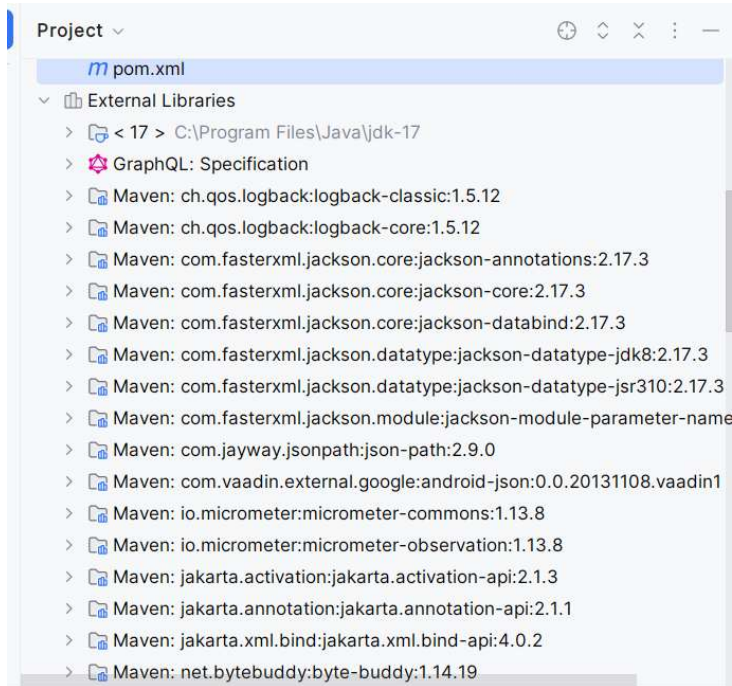 Project
pom.xml
External Libraries
< 17 > C:\Program Files\Java\jdk-17
GraphQL: Specification
Maven: ch.qos.logback:logback-classic:1.5.12
Maven: ch.qos.logback:logback-core:1.5.12
Maven: com.fasterxml.jackson.core:jackson-annotations:2.17.3
Maven: com.fasterxml.jackson.core:jackson-core:2.17.3
Maven: com.fasterxml.jackson.core:jackson-databind:2.17.3
Maven: com.fasterxml.jackson.datatype:jackson-datatype-jdk8:2.17.3
Maven: com.fasterxml.jackson.datatype:jackson-datatype-jsr310:2.17.3
Maven: com.fasterxml.jackson.module:jackson-module-parameter-name
Maven: com.jayway.jsonpath:json-path:2.9.0
Maven: com.vaadin.external.google:android-json:0.0.20131108.vaadin1
Maven: io.micrometer:micrometer-commons:1.13.8
Maven: io.micrometer:micrometer-observation:1.13.8
Maven: jakarta.activation:jakarta.activation-api:2.1.3
Maven: jakarta.annotation:jakarta.annotation-api:2.1.1
Maven: jakarta.xml.bind:jakarta.xml.bind-api:4.0.2
Maven: net.bytebuddy:byte-buddy:1.14.19